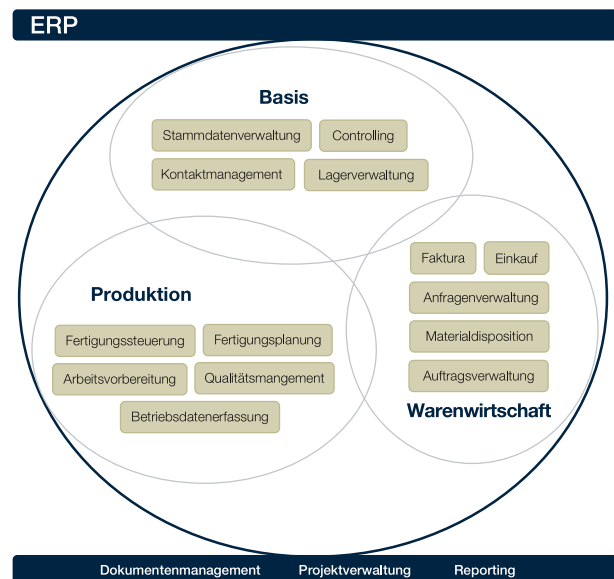 ERP
Basis
Stammdatenverwaltung Controlling
Kontaktmanagement Lagerverwaltung
Produktion
Fertigungssteuerung Fertigungsplanung
Arbeitsvorbereitung Qualitätsmangement
Betriebsdatenerfassung
Faktura Einkauf
Anfragenverwaltung
Materialdisposition
Auftragsverwaltung
Warenwirtschaft
Dokumentenmanagement Projektverwaltung Reporting